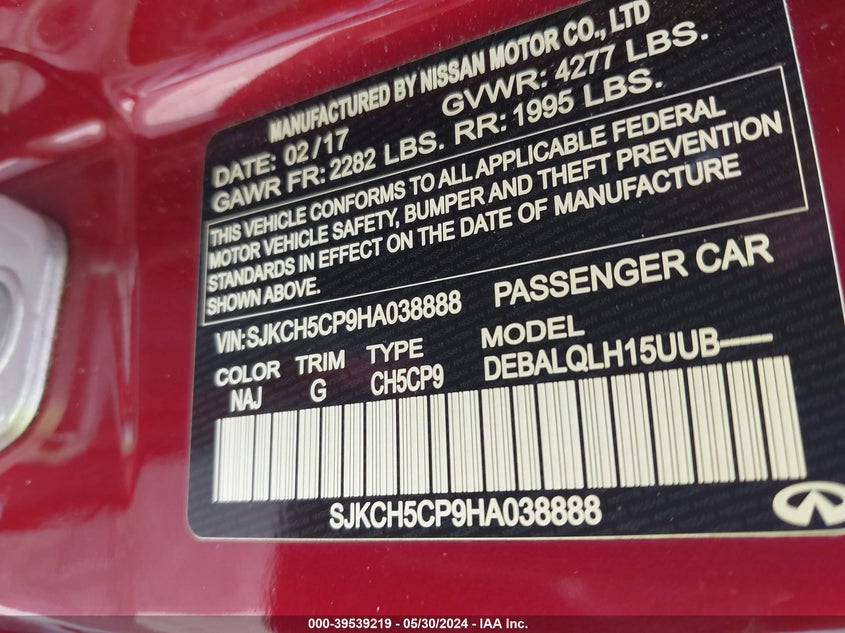 MANUFACTURED BY NISSAN MOTOR CO., LTD
DATE: 02/17 GVWR: 4277 LBS.
GAWR FR: 2282 LBS. RR: 1995 LBS.
THIS VEHICLE CONFORMS TO ALL APPLICABLE FEDERAL
MOTOR VEHICLE SAFETY, BUMPER AND THEFT PREVENTION
STANDARDS IN EFFECT ON THE DATE OF MANUFACTURE
SHOWN ABOVE.
VIN:SJKCH5CP9HA038888 PASSENGER CAR
COLOR TRIM TYPE MODEL
NAJ G CH5CP9 DEBALQLH15UUB-----
SJKCH5CP9HA038888
000-39539219 - 05/30/2024 - IAA Inc.